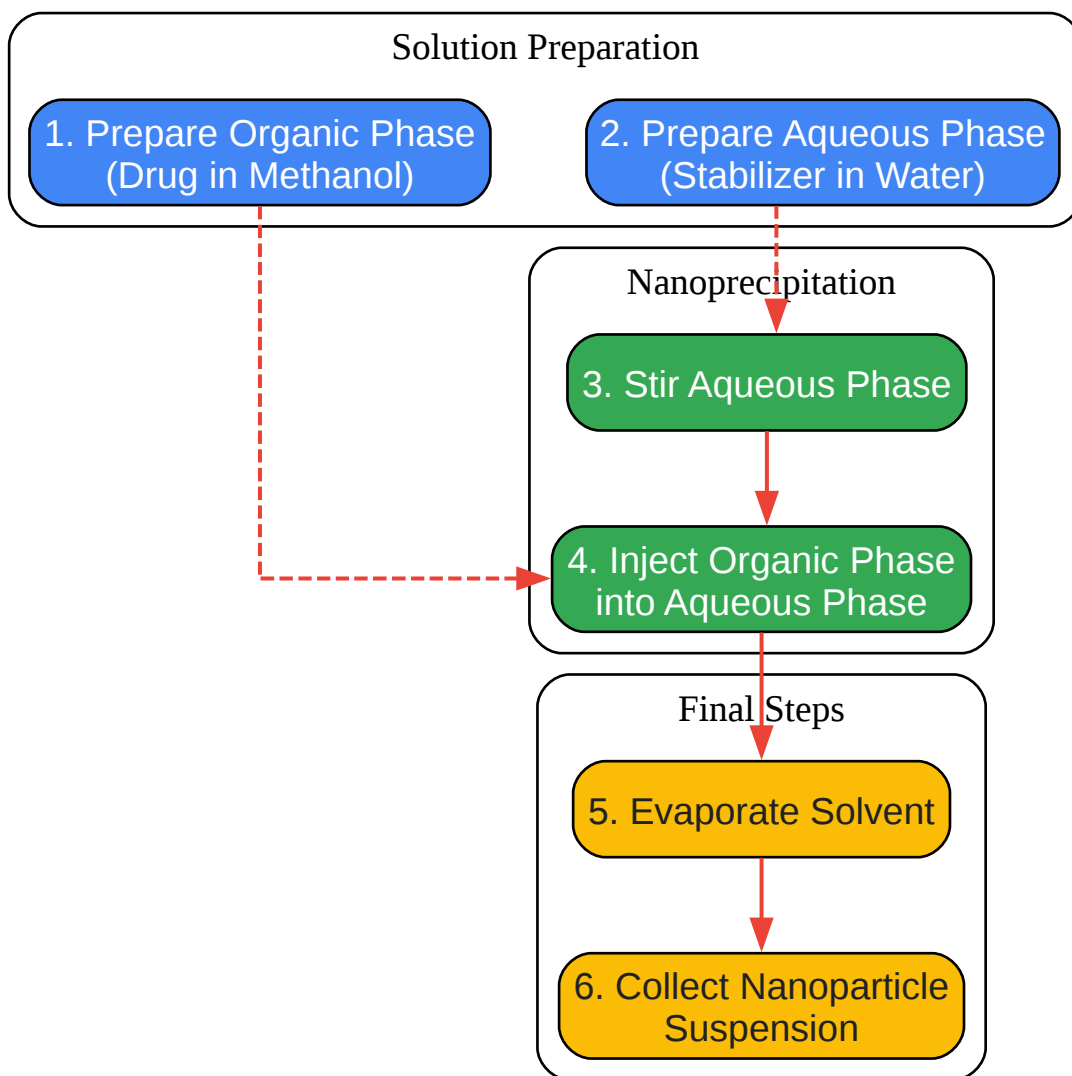 Solution Preparation
1. Prepare Organic Phase
(Drug in Methanol)
2. Prepare Aqueous Phase
(Stabilizer in Water)
Nanoprecipitation
3. Stir Aqueous Phase
4. Inject Organic Phase
into Aqueous Phase
Final Steps
5. Evaporate Solvent
6. Collect Nanoparticle
Suspension